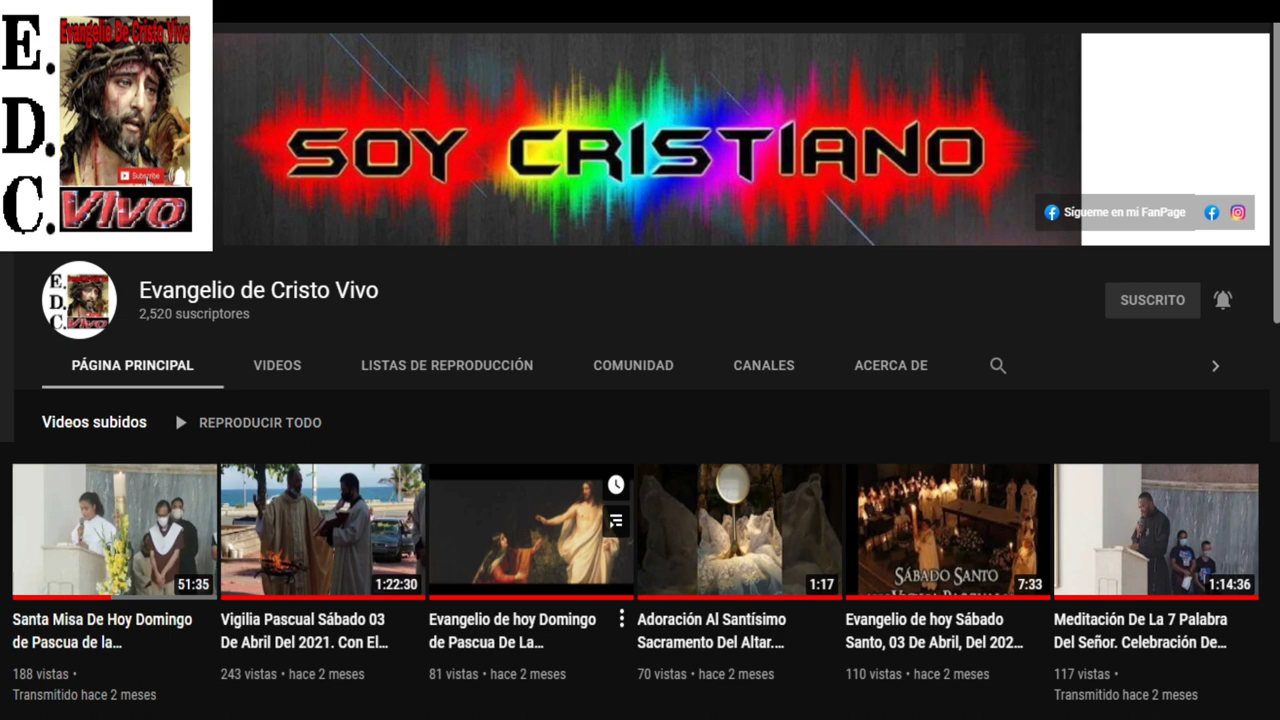 E.
D.
C.
Evangelio De Cristo Vivo
Subscribe
Vivo
SOY CRISTIANO
Sígueme en mi FanPage
E.
D.
C.
Vivo
Evangelio de Cristo Vivo
2,520 suscriptores
SUSCRITO
PÁGINA PRINCIPAL
VIDEOS
LISTAS DE REPRODUCCIÓN
COMUNIDAD
CANALES
ACERCA DE
Videos subidos
REPRODUCIR TODO
51:35
Santa Misa De Hoy Domingo
de Pascua de la...
188 vistas •
Transmitido hace 2 meses
1:22:30
Vigilia Pascual Sábado 03
De Abril Del 2021. Con El...
243 vistas • hace 2 meses
Evangelio de hoy Domingo
de Pascua De La...
81 vistas • hace 2 meses
1:17
Adoración Al Santísimo
Sacramento Del Altar....
70 vistas • hace 2 meses
SÁBADO SANTO
7:33
Evangelio de hoy Sábado
Santo, 03 De Abril, Del 202...
110 vistas • hace 2 meses
1:14:36
Meditación De La 7 Palabra
Del Señor. Celebración De...
117 vistas •
Transmitido hace 2 meses